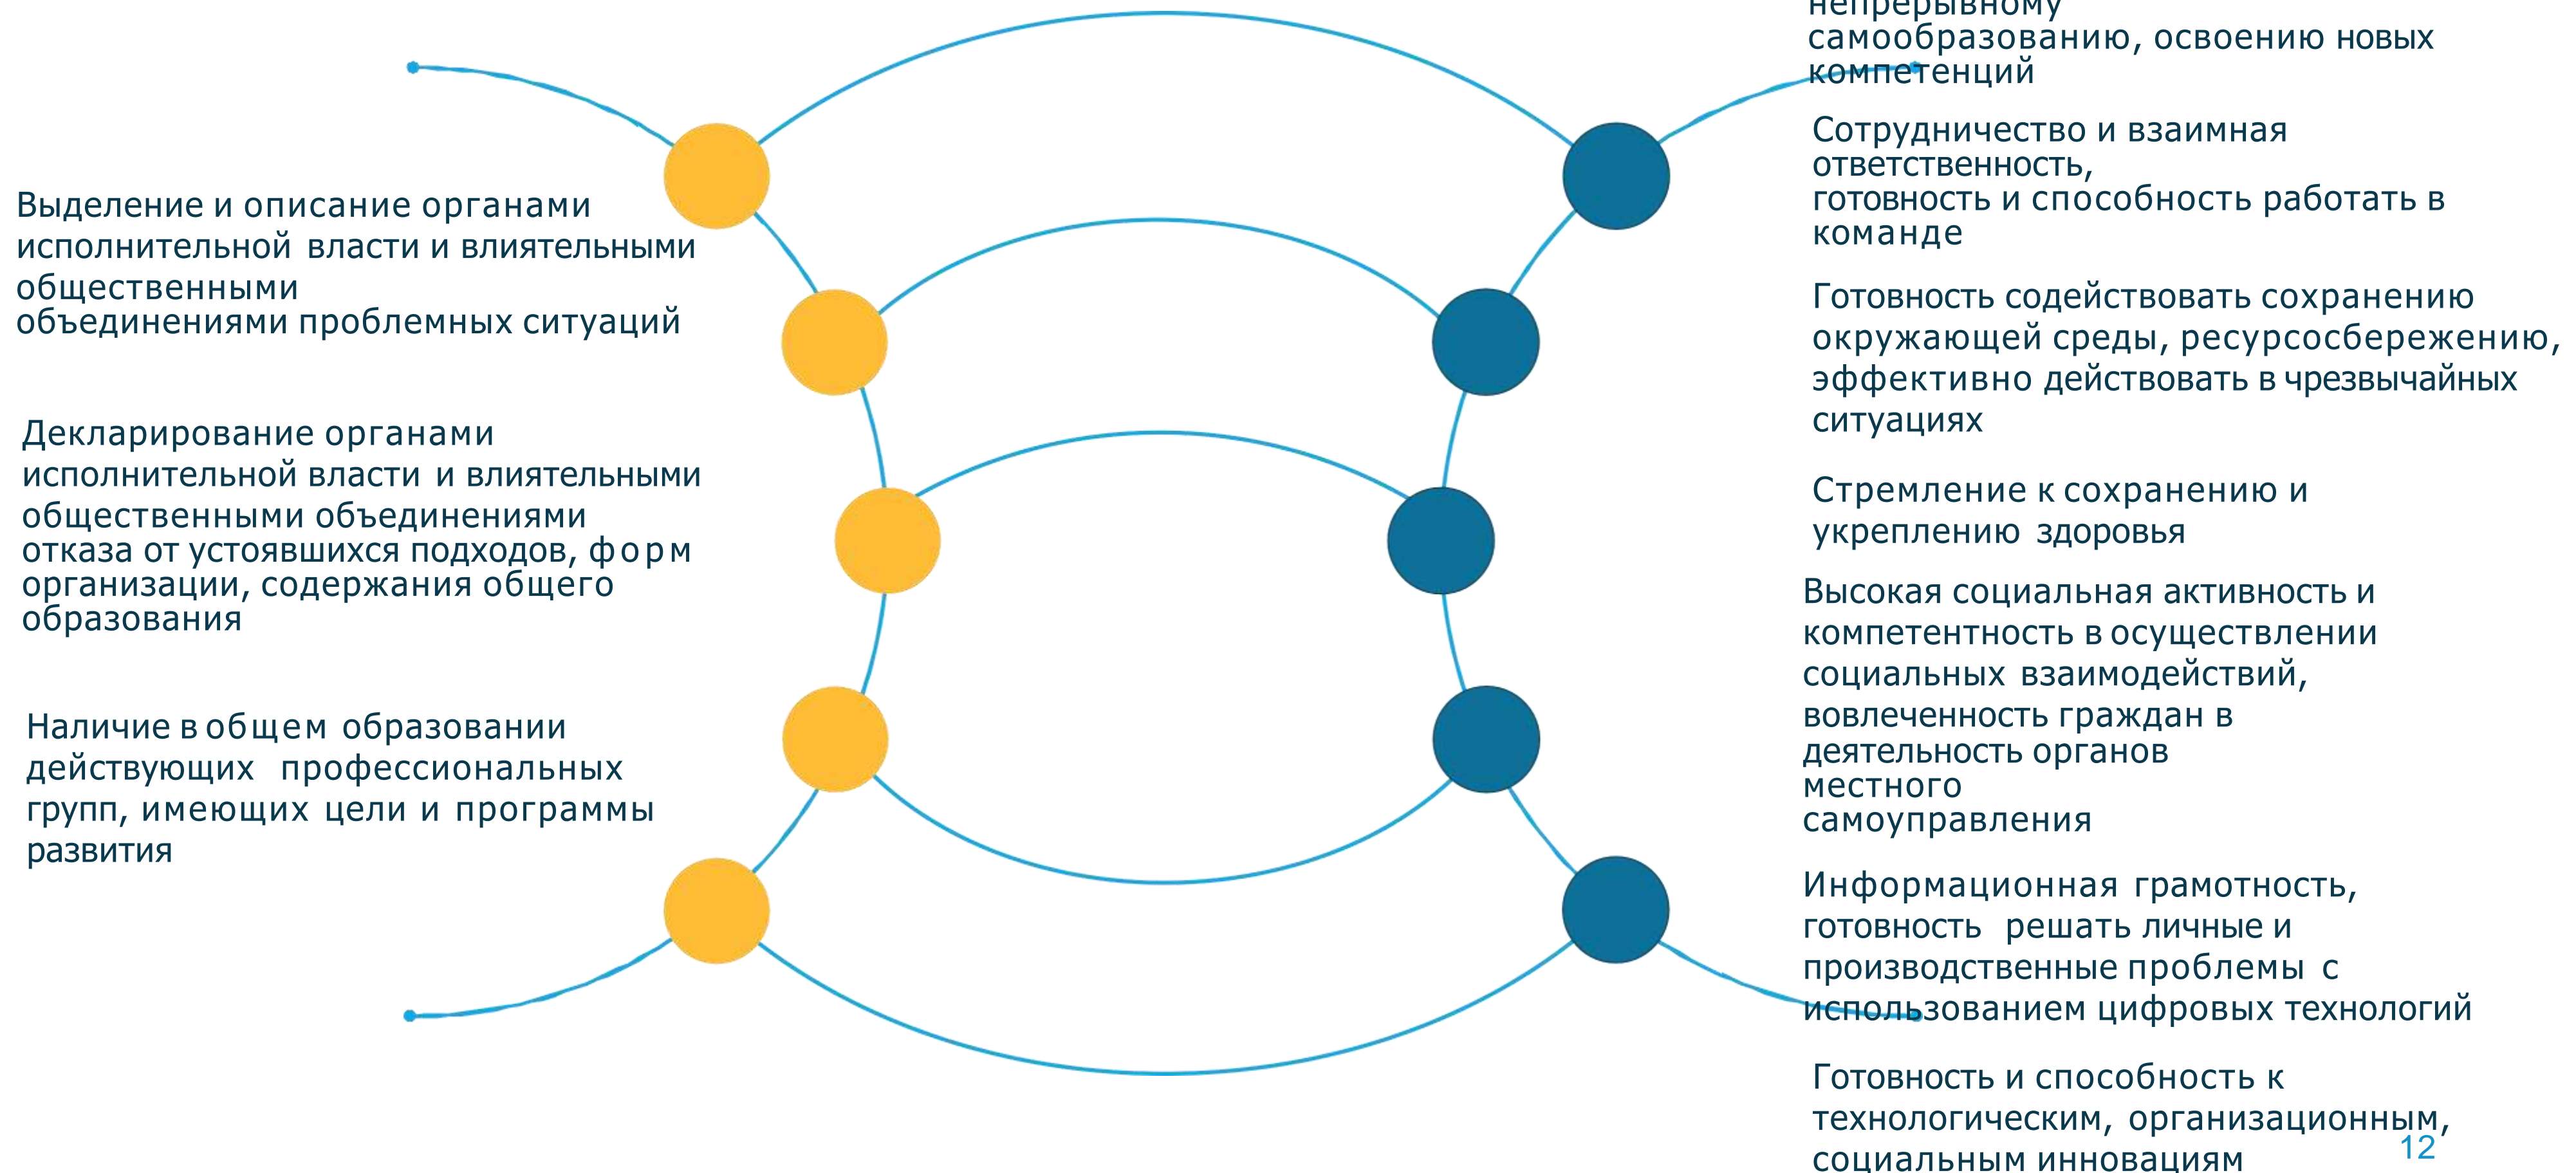 Выделение и описание органами
исполнительной власти и влиятельными
общественными
объединениями проблемных ситуаций
Декларирование органами
исполнительной власти и влиятельными
общественными объединениями
отказа от устоявшихся подходов, форм
организации, содержания общего
образования
Наличие в общем образовании
действующих профессиональных
групп, имеющих цели и программы
развития
непрерывному
самообразованию, освоению новых
компетенций
Сотрудничество и взаимная
ответственность,
готовность и способность работать в
команде
Готовность содействовать сохранению
окружающей среды, ресурсосбережению,
эффективно действовать в чрезвычайных
ситуациях
Стремление к сохранению и
укреплению здоровья
Высокая социальная активность и
компетентность в осуществлении
социальных взаимодействий,
вовлеченность граждан в
деятельность органов
местного
самоуправления
Информационная грамотность,
готовность решать личные и
производственные проблемы с
использованием цифровых технологий
Готовность и способность к
технологическим, организационным,
социальным инновациям
12